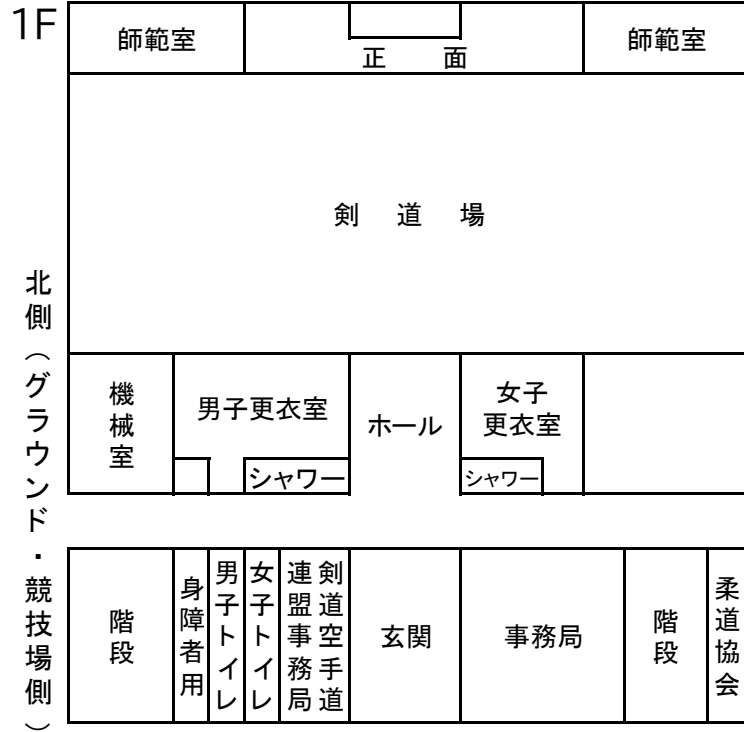 1F
師範室
正面
師範室
剣道場
北側（グラウンド・競技場側）
機械室
男子更衣室
シャワー
ホール
女子
更衣室
シャワー
階段
身障者用
男子トイレ
女子トイレ
剣道空手道
連盟事務局
玄関
事務局
階段
柔道協会